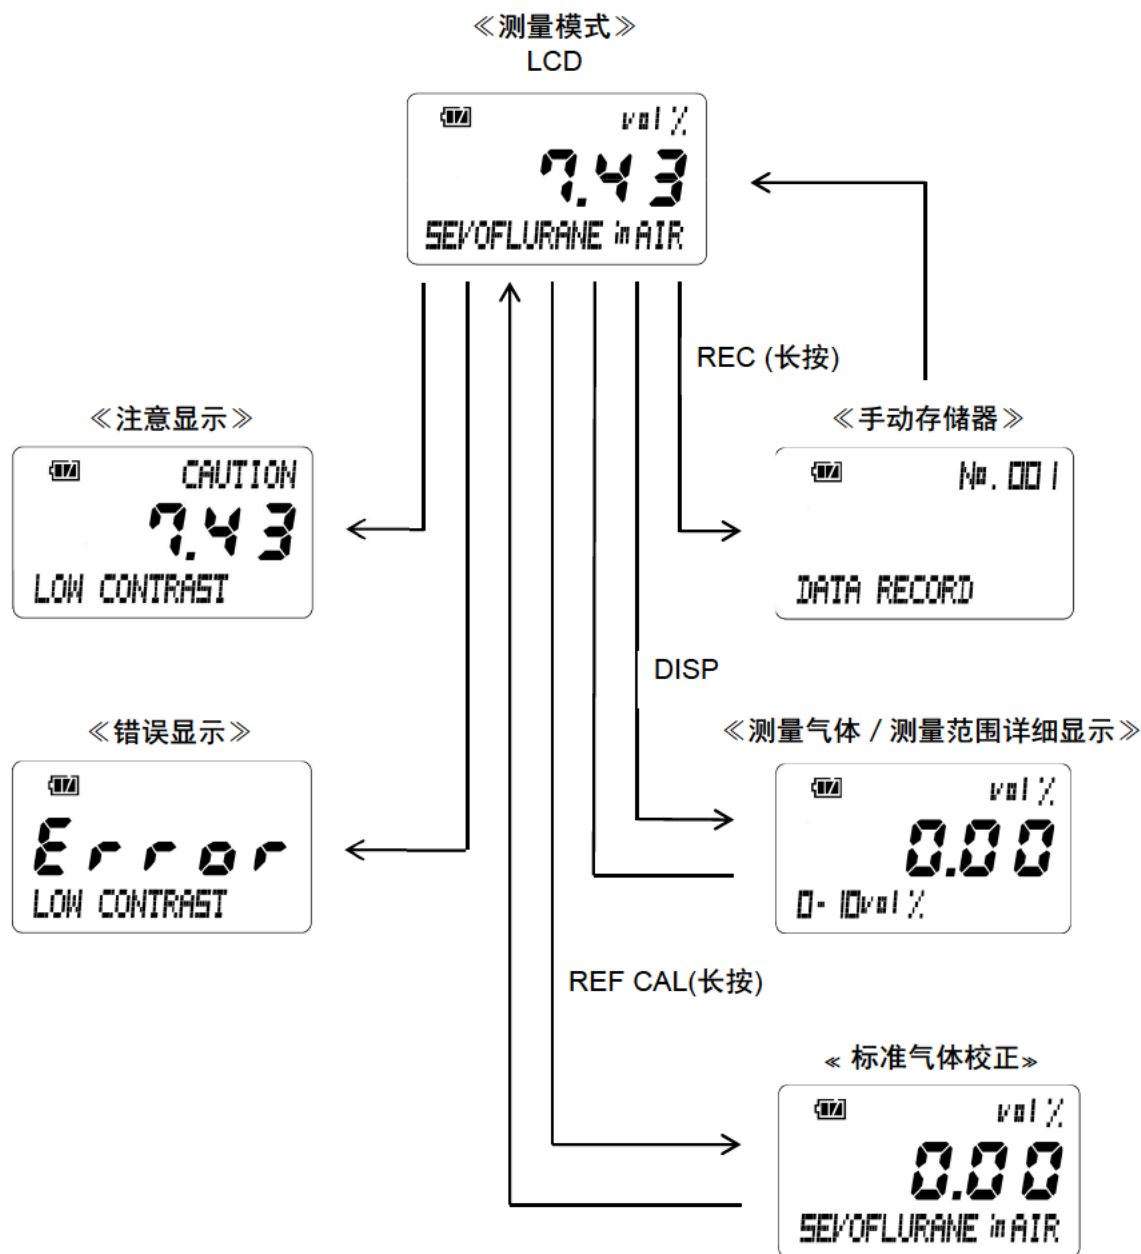 ≪测量模式≫
LCD
vol%
7.43
SEVOFLURANE in AIR
REC (长按)
≪注意显示≫
CAUTION
7.43
LOW CONTRAST
≪手动存储器≫
No.001
DATA RECORD
DISP
≪错误显示≫
Error
LOW CONTRAST
≪测量气体 / 测量范围详细显示≫
vol%
0.00
0-10vol%
REF CAL(长按)
≪ 标准气体校正≫
vol%
0.00
SEVOFLURANE in AIR